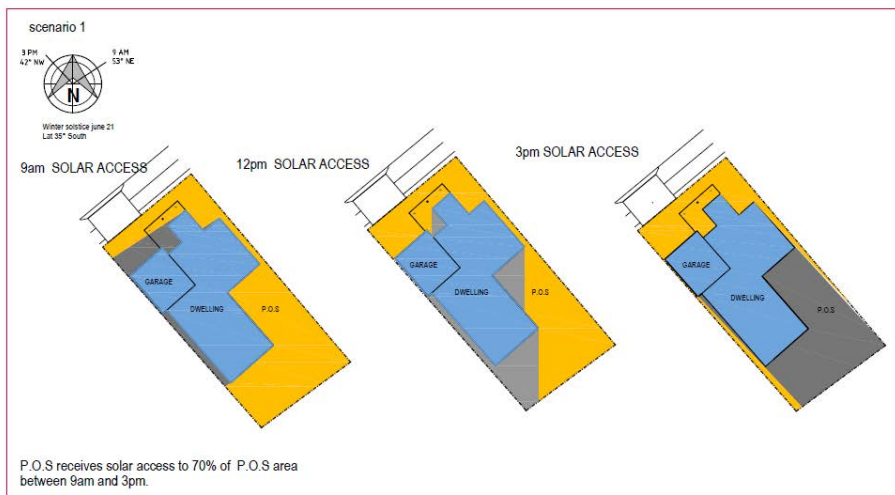 scenario 1
3 PM
42° NW
9 AM
53° NE
N
Winter solstice june 21
Lat 35° South
9am SOLAR ACCESS
12pm SOLAR ACCESS
3pm SOLAR ACCESS
GARAGE
DWELLING
P.O.S
GARAGE
DWELLING
P.O.S
GARAGE
DWELLING
P.O.S
P.O.S receives solar access to 70% of P.O.S area
between 9am and 3pm.